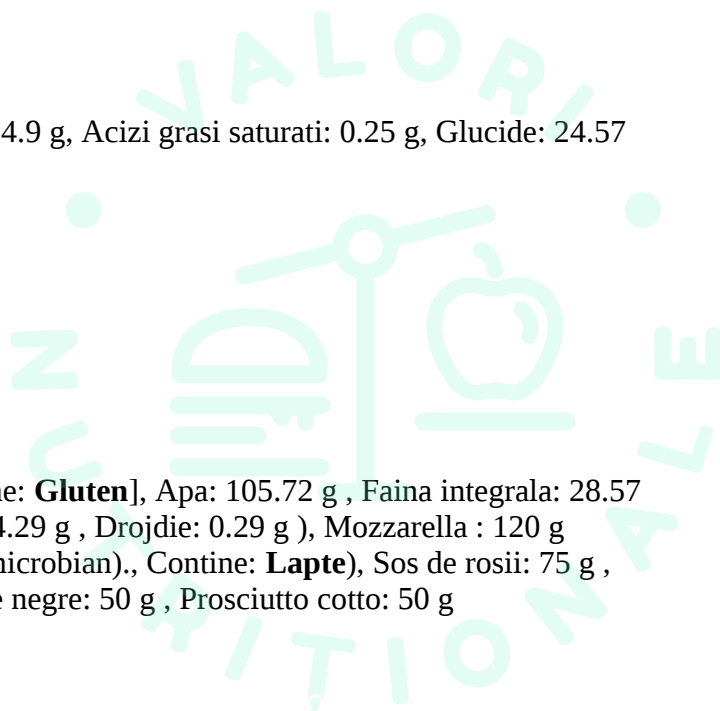 VALORI
4.9 g, Acizi grasi saturati: 0.25 g, Glucide: 24.57
NUTRITIONALE
e: Gluten], Apa: 105.72 g , Faina integrala: 28.57
4.29 g , Drojdie: 0.29 g ), Mozzarella : 120 g
microbian)., Contine: Lapte), Sos de rosii: 75 g ,
e negre: 50 g , Prosciutto cotto: 50 g